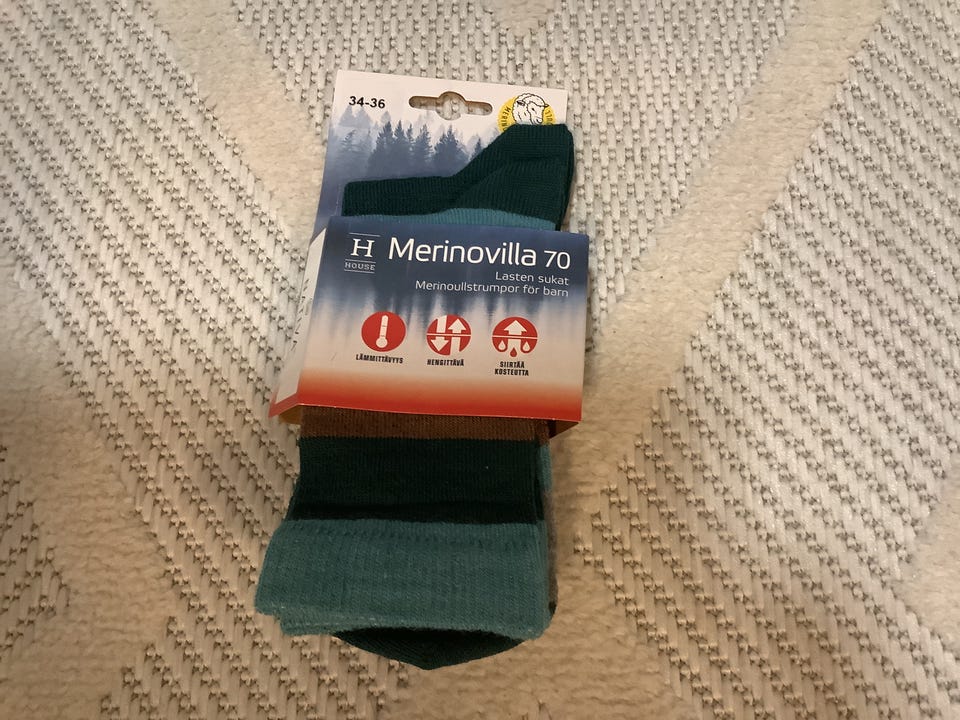 34-36
H
HOUSE
Merinovilla 70
Lasten sukat
Merinoullstrumpor för barn
LÄMMITTÄVYYS
HENGITTÄVÄ
SIIRTÄÄ
KOSTEUTTA